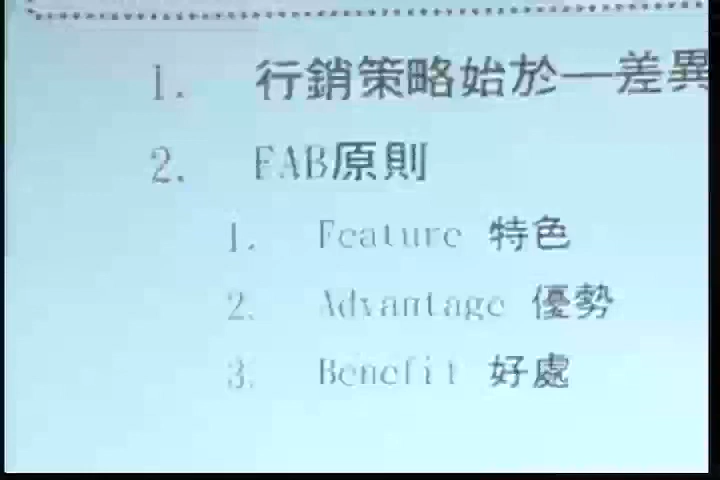 1. 行銷策略始於—差異
2. FAB原則
1. Feature 特色
2. Advantage 優勢
3. Benefit 好處